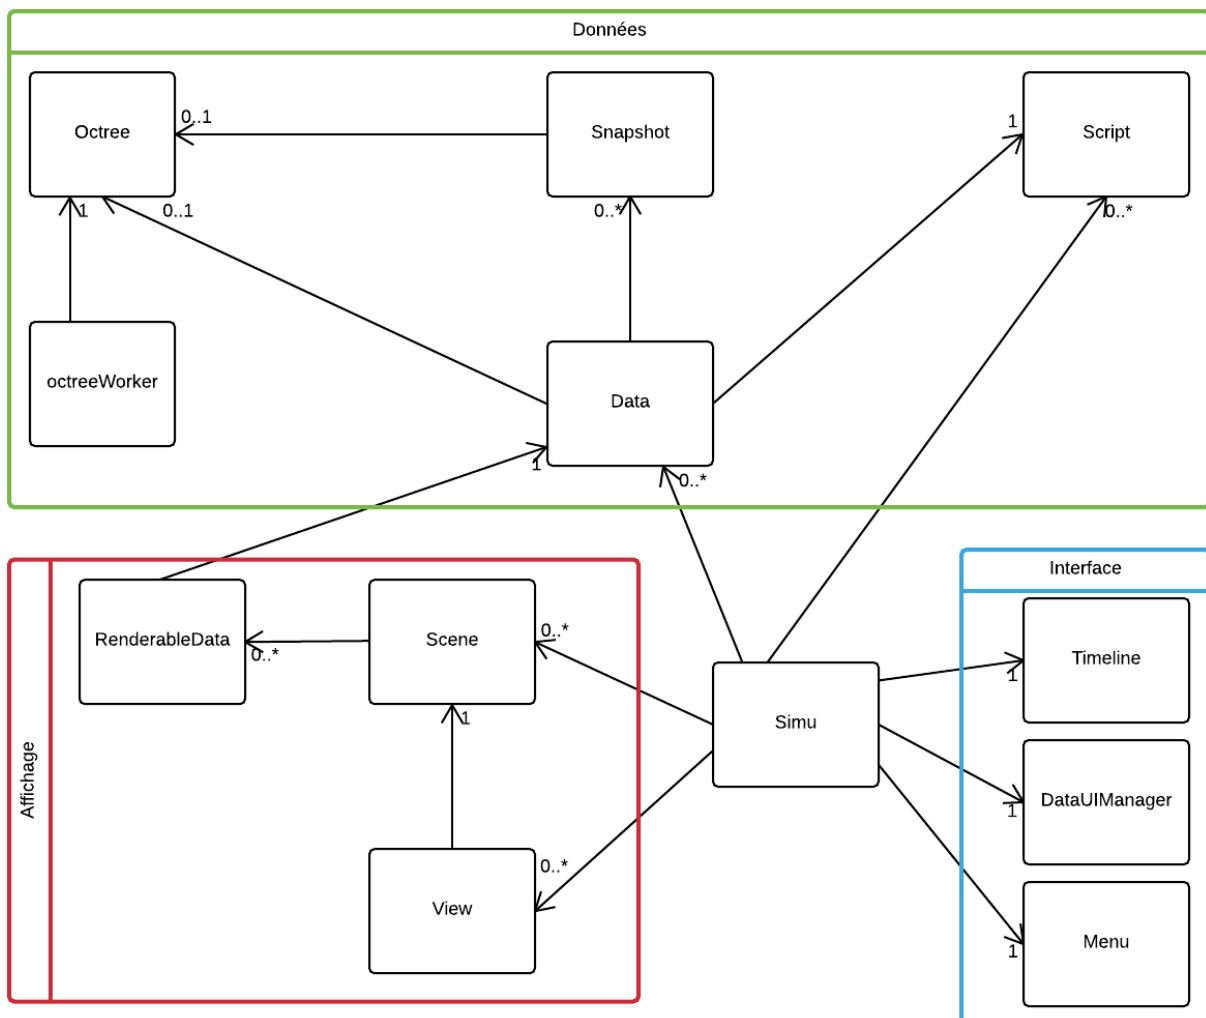 Données
Octree
0..1
Snapshot
1
Script
1
0..1
0..*
0..*
octreeWorker
Data
1
0..*
Interface
RenderableData
0..*
Scene
0..*
Timeline
1
1
Simu
Affichage
DataUIManager
1
0..*
View
Menu
1